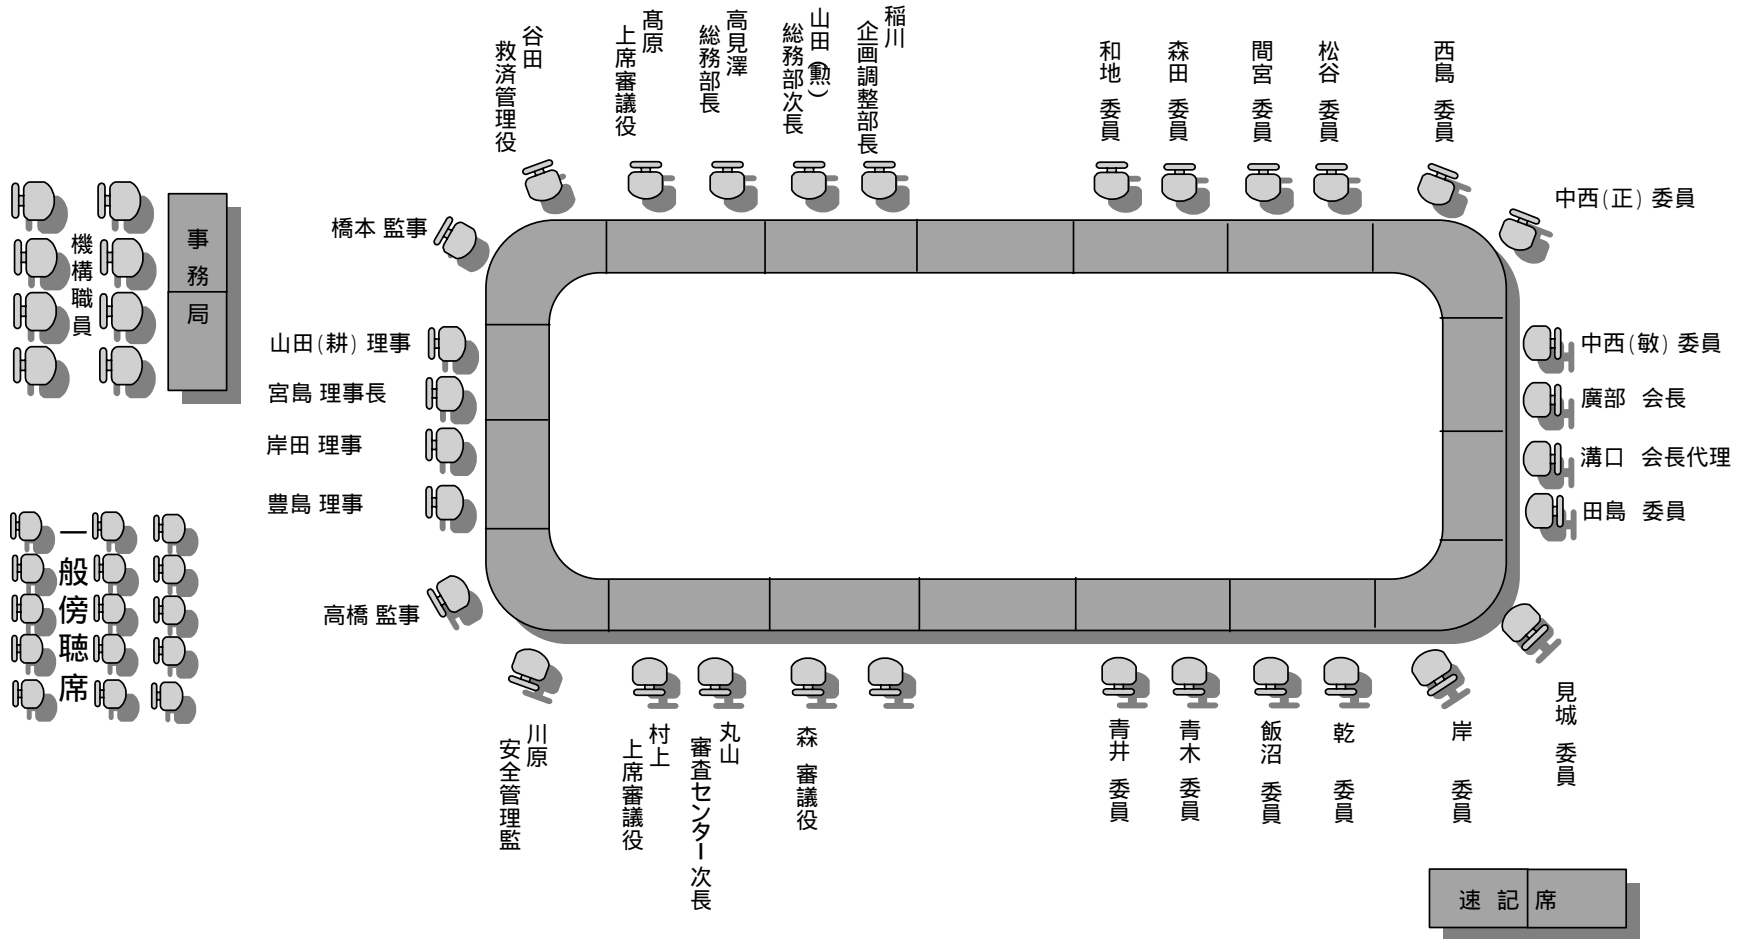 谷田
救済管理役
髙原
上席審議役
高見澤
総務部長
山田(勲)
総務部次長
稲川
企画調整部長
和地 委員
森田 委員
間宮 委員
松谷 委員
西島 委員
中西(正) 委員
中西(敏) 委員
廣部 会長
溝口 会長代理
田島 委員
見城 委員
岸 委員
乾 委員
飯沼 委員
青木 委員
青井 委員
森 審議役
丸山
審査センター次長
村上
上席審議役
川原
安全管理監
高橋 監事
豊島 理事
岸田 理事
宮島 理事長
山田(耕) 理事
橋本 監事
事務局
機構職員
一般傍聴席
速記席